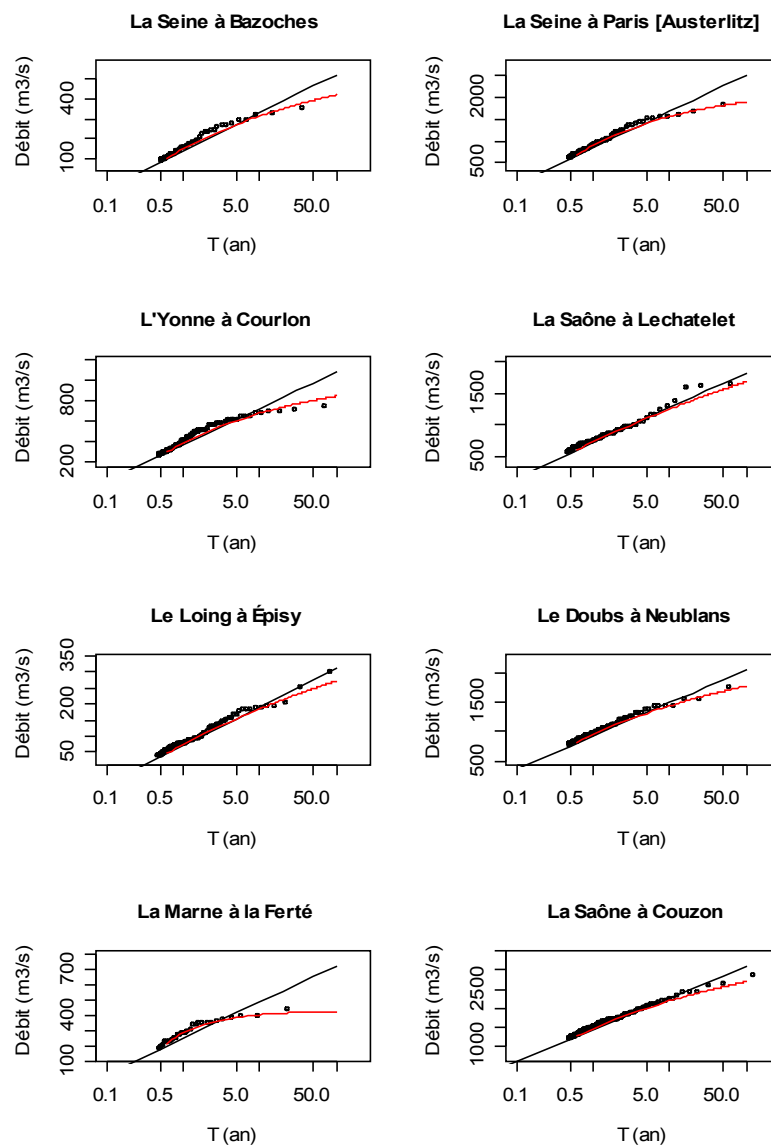 La Seine à Bazoches
Débit (m3/s)
400
100
0.1 0.5 5.0 50.0
T (an)
La Seine à Paris [Austerlitz]
Débit (m3/s)
2000
500
0.1 0.5 5.0 50.0
T (an)
L'Yonne à Courlon
Débit (m3/s)
800
200
0.1 0.5 5.0 50.0
T (an)
La Saône à Lechatelet
Débit (m3/s)
1500
500
0.1 0.5 5.0 50.0
T (an)
Le Loing à Épisy
Débit (m3/s)
350
200
50
0.1 0.5 5.0 50.0
T (an)
Le Doubs à Neublans
Débit (m3/s)
1500
500
0.1 0.5 5.0 50.0
T (an)
La Marne à la Ferté
Débit (m3/s)
700
400
100
0.1 0.5 5.0 50.0
T (an)
La Saône à Couzon
Débit (m3/s)
2500
1000
0.1 0.5 5.0 50.0
T (an)